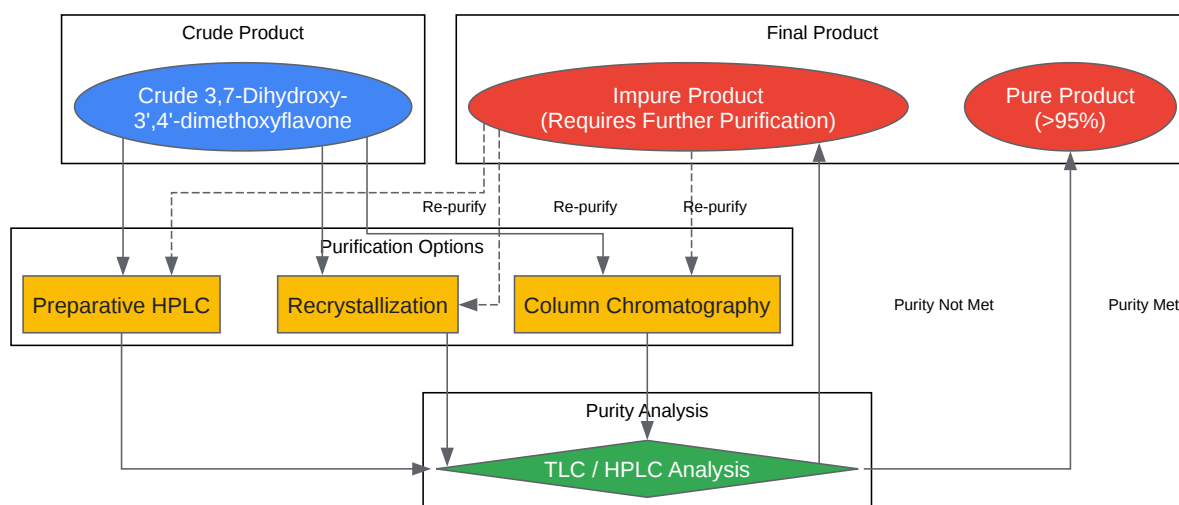 Crude Product
Final Product
Crude 3,7-Dihydroxy-
3',4'-dimethoxyflavone
Impure Product
(Requires Further Purification)
Pure Product
(>95%)
Re-purify
Re-purify
Re-purify
Purification Options
Preparative HPLC
Recrystallization
Column Chromatography
Purity Not Met
Purity Met
Purity Analysis
TLC / HPLC Analysis